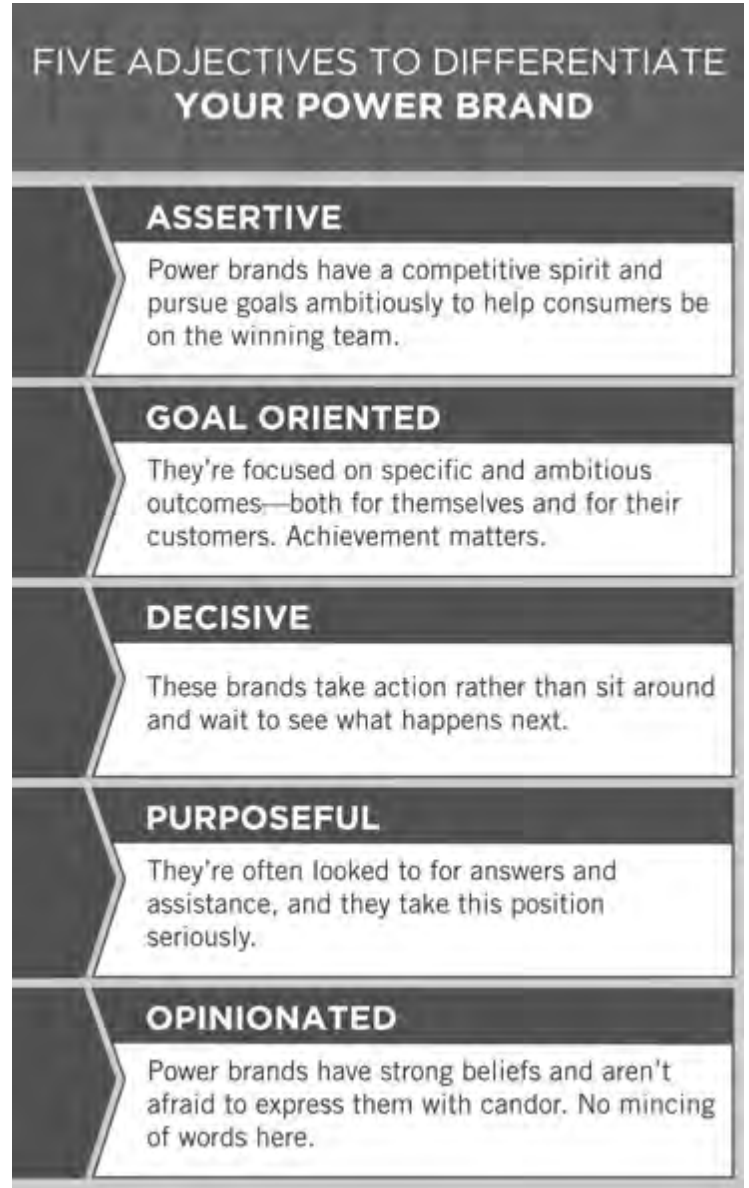 FIVE ADJECTIVES TO DIFFERENTIATE
YOUR POWER BRAND
ASSERTIVE
Power brands have a competitive spirit and
pursue goals ambitiously to help consumers be
on the winning team.
GOAL ORIENTED
They're focused on specific and ambitious
outcomes—both for themselves and for their
customers. Achievement matters.
DECISIVE
These brands take action rather than sit around
and wait to see what happens next.
PURPOSEFUL
They're often looked to for answers and
assistance, and they take this position
seriously.
OPINIONATED
Power brands have strong beliefs and aren't
afraid to express them with candor. No mincing
of words here.